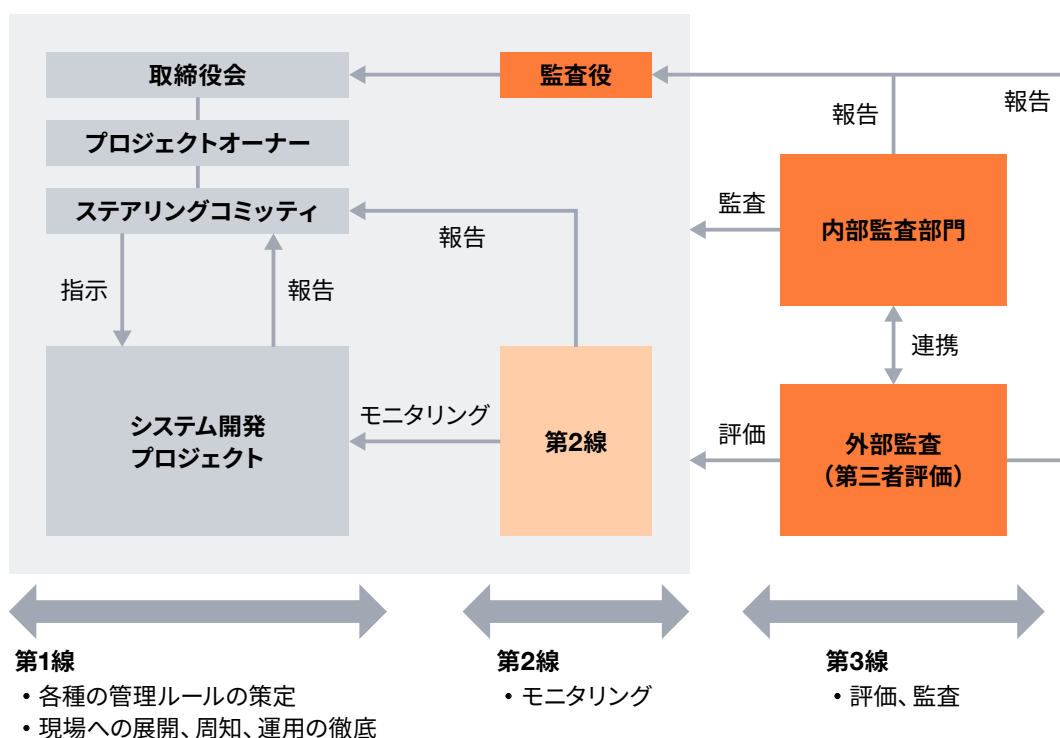 取締役会
監査役
報告
報告
プロジェクトオーナー
ステアリングコミッティ
報告
監査
内部監査部門
指示
報告
連携
システム開発
プロジェクト
モニタリング
第2線
評価
外部監査
（第三者評価）
第1線
・各種の管理ルールの策定
・現場への展開、周知、運用の徹底
第2線
・モニタリング
第3線
・評価、監査